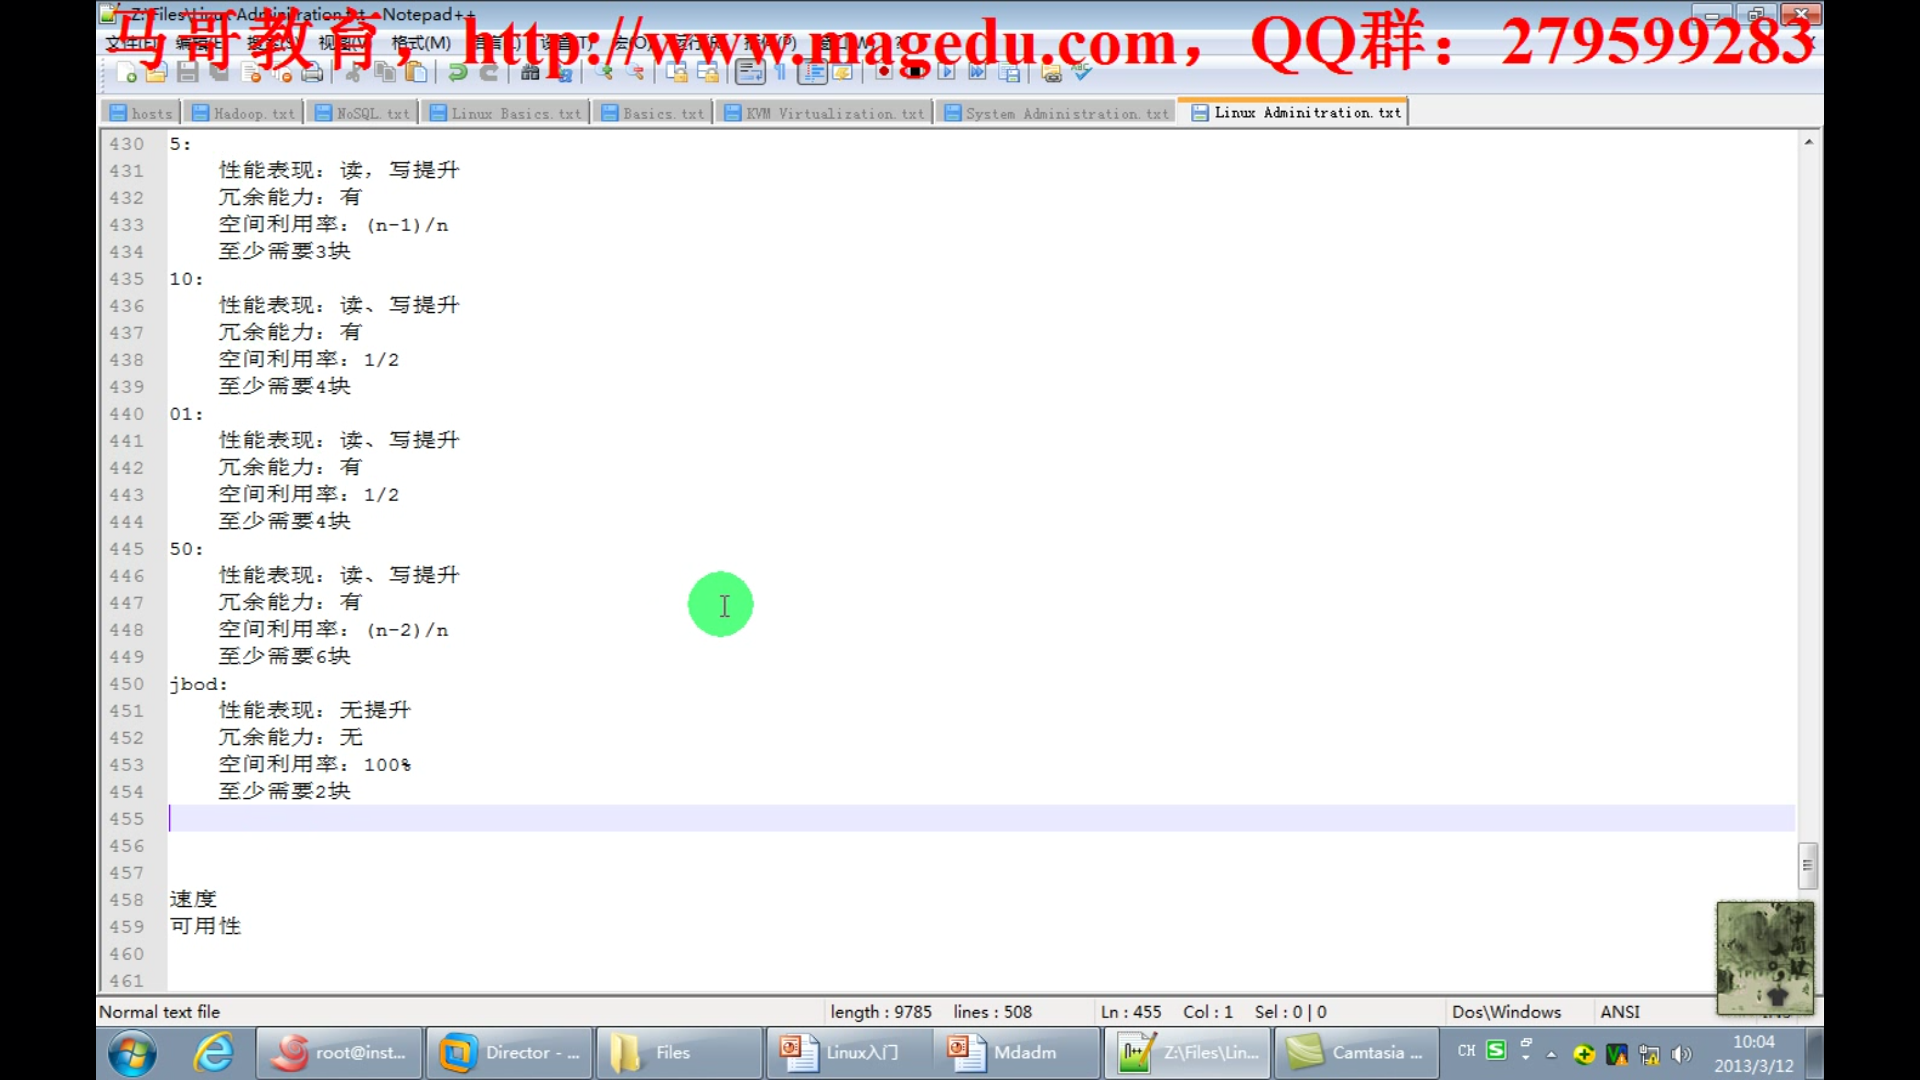 Z:\Files\Linux Adminitration.txt - Notepad++
马哥教育，http://www.magedu.com，QQ群：279599283
hosts Hadoop.txt NoSQL.txt Linux Basics.txt Basics.txt KVM Virtualization.txt System Administration.txt Linux Adminitration.txt
430 5:
431 性能表现：读，写提升
432 冗余能力：有
433 空间利用率：(n-1)/n
434 至少需要3块
435 10:
436 性能表现：读、写提升
437 冗余能力：有
438 空间利用率：1/2
439 至少需要4块
440 01:
441 性能表现：读、写提升
442 冗余能力：有
443 空间利用率：1/2
444 至少需要4块
445 50:
446 性能表现：读、写提升
447 冗余能力：有
448 空间利用率：(n-2)/n
449 至少需要6块
450 jbod:
451 性能表现：无提升
452 冗余能力：无
453 空间利用率：100%
454 至少需要2块
455
456
457
458 速度
459 可用性
460
461
Normal text file length : 9785 lines : 508 Ln : 455 Col : 1 Sel : 0 | 0 Dos\Windows ANSI
root@inst... Director - ... Files Linux入门 Mdadm Z:\Files\Lin... Camtasia ... CH 10:04
2013/3/12